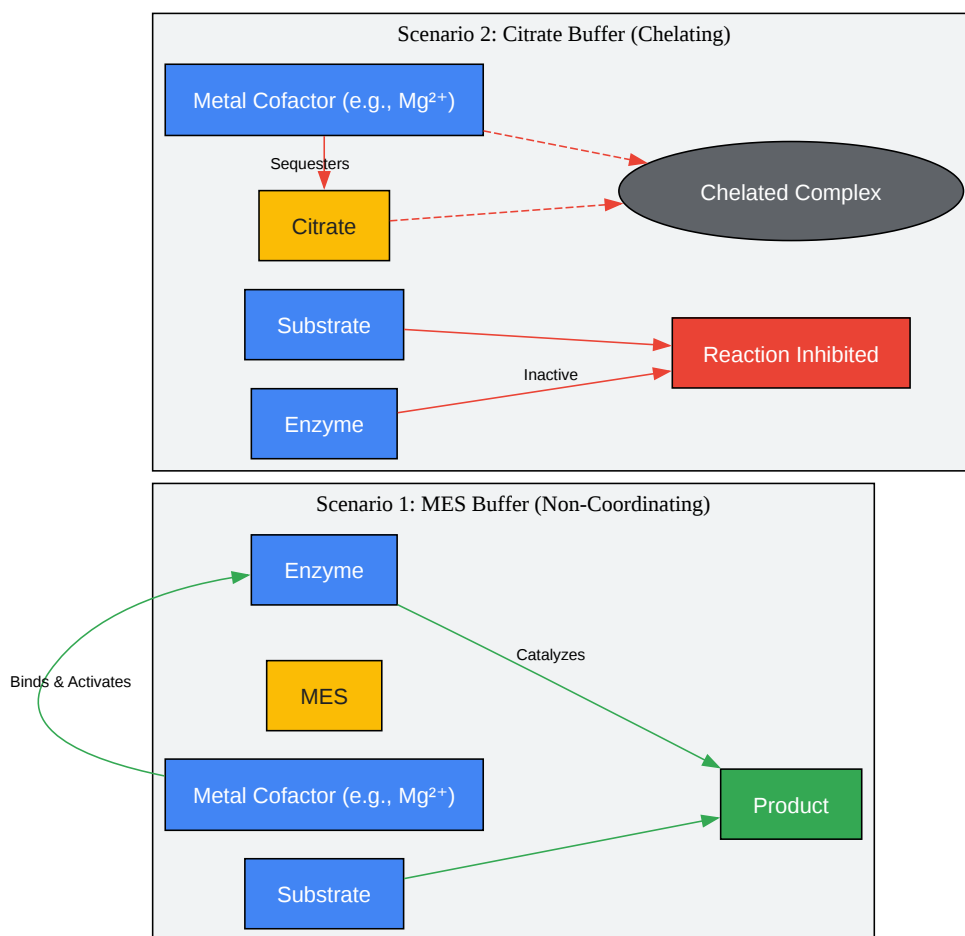 Scenario 2: Citrate Buffer (Chelating)
Metal Cofactor (e.g., Mg²⁺)
Sequesters
Chelated Complex
Citrate
Substrate
Reaction Inhibited
Inactive
Enzyme
Scenario 1: MES Buffer (Non-Coordinating)
Enzyme
Catalyzes
Binds & Activates
MES
Metal Cofactor (e.g., Mg²⁺)
Product
Substrate